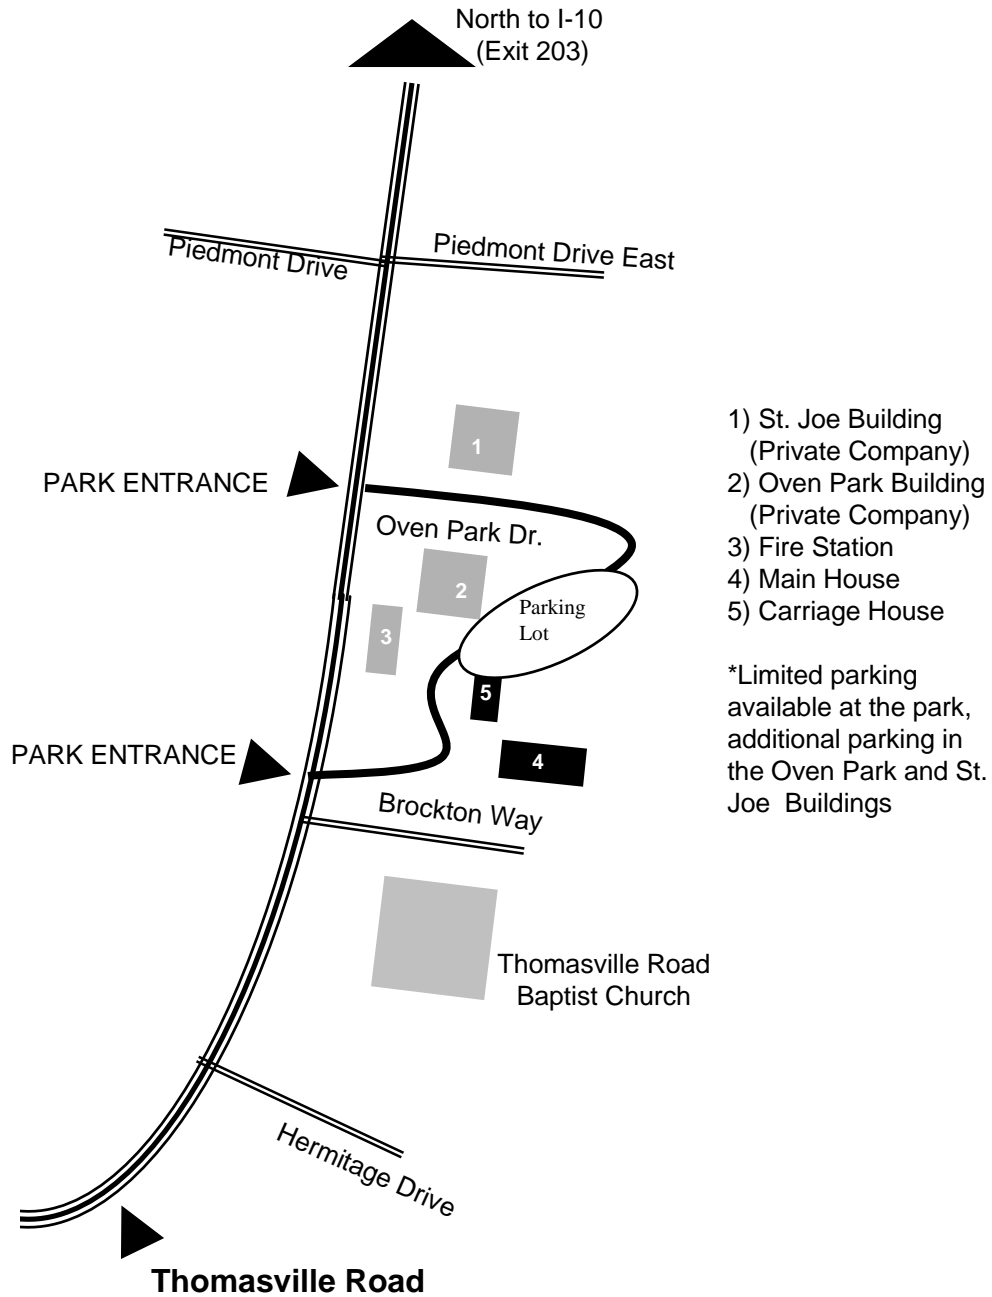 North to I-10
(Exit 203)
Piedmont Drive
Piedmont Drive East
1
PARK ENTRANCE
Oven Park Dr.
2
Parking
Lot
3
5
PARK ENTRANCE
4
Brockton Way
Thomasville Road
Baptist Church
Hermitage Drive
Thomasville Road
1) St. Joe Building
(Private Company)
2) Oven Park Building
(Private Company)
3) Fire Station
4) Main House
5) Carriage House
*Limited parking
available at the park,
additional parking in
the Oven Park and St.
Joe Buildings